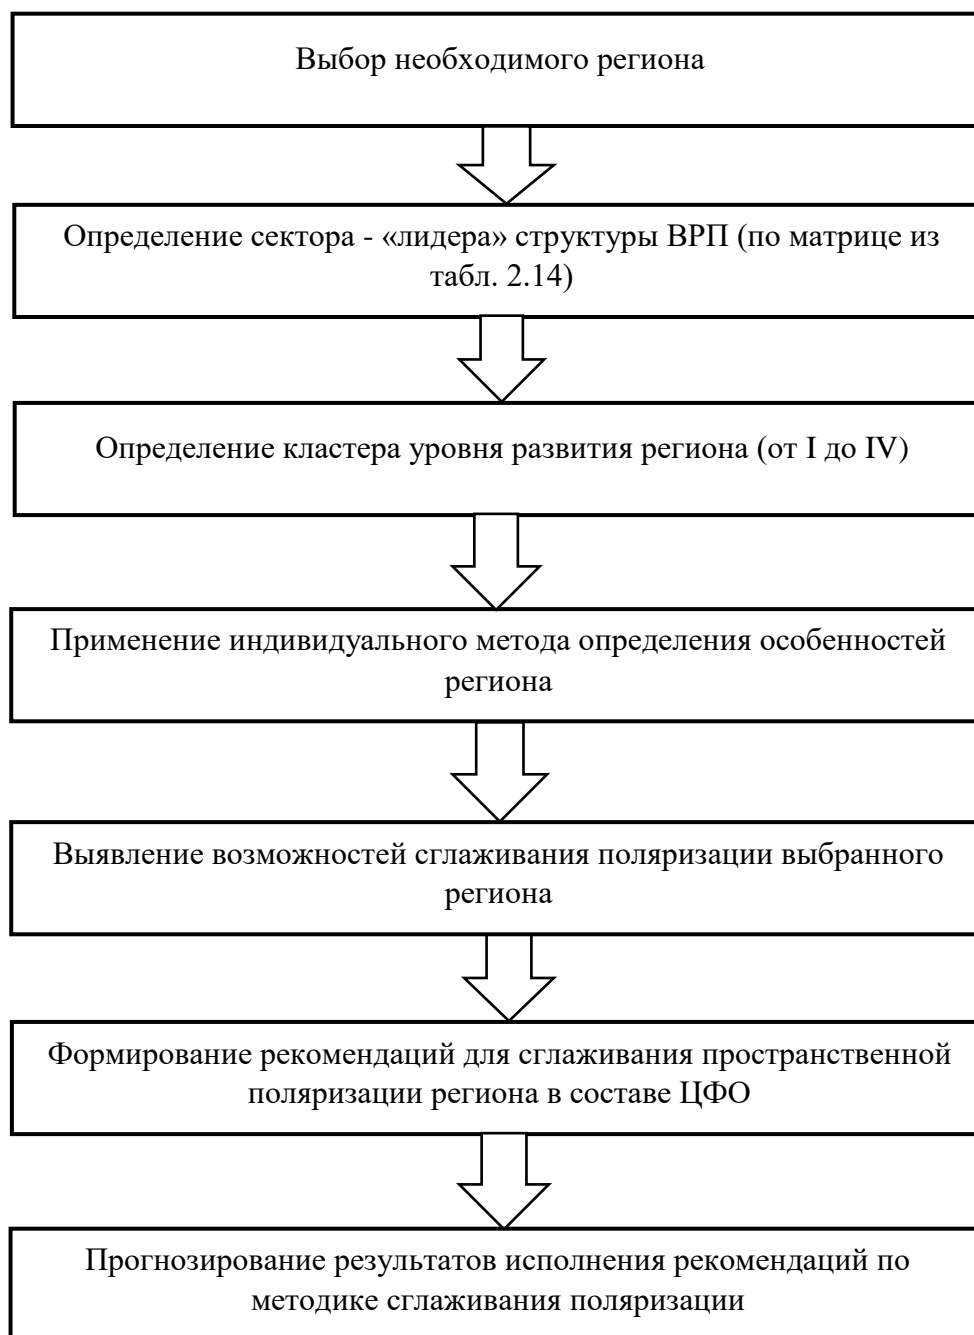 Выбор необходимого региона
Определение сектора - «лидера» структуры ВРП (по матрице из
табл. 2.14)
Определение кластера уровня развития региона (от I до IV)
Применение индивидуального метода определения особенностей
региона
Выявление возможностей сглаживания поляризации выбранного
региона
Формирование рекомендаций для сглаживания пространственной
поляризации региона в составе ЦФО
Прогнозирование результатов исполнения рекомендаций по
методике сглаживания поляризации